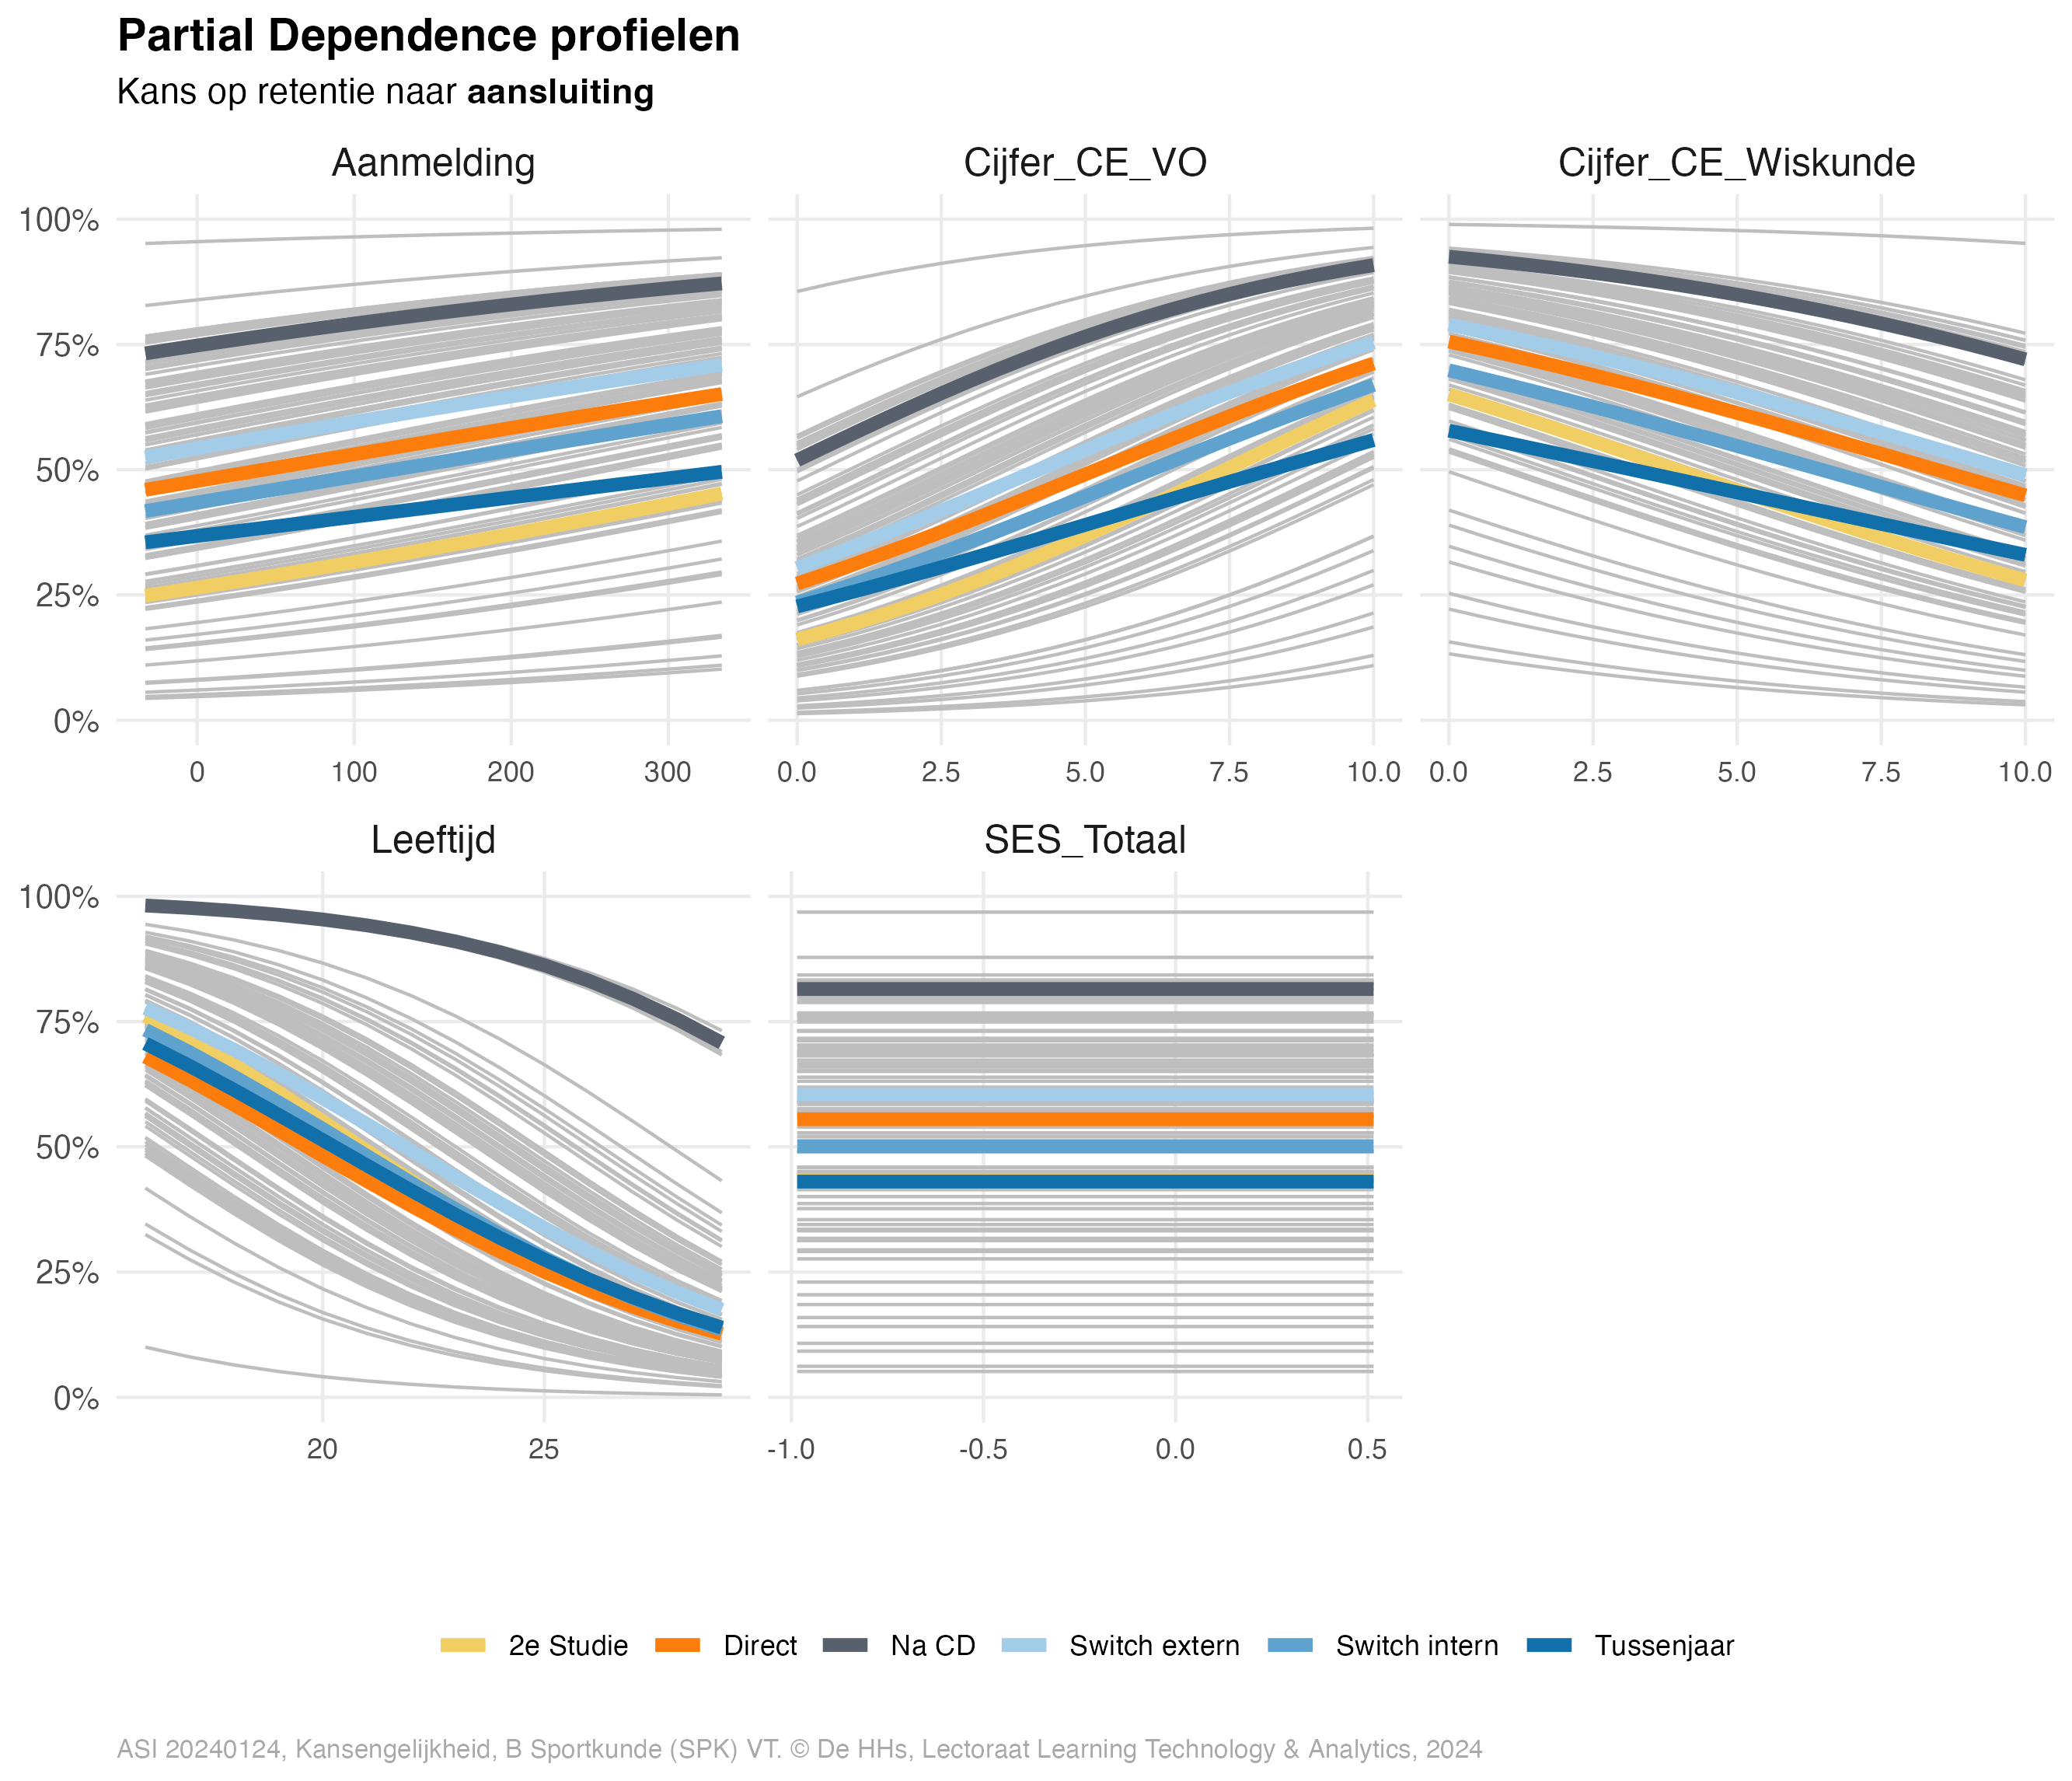 Partial Dependence profielen
Kans op retentie naar aansluiting
Aanmelding
Cijfer_CE_VO
Cijfer_CE_Wiskunde
100%
75%
50%
25%
0%
0 100 200 300
0.0 2.5 5.0 7.5 10.0
0.0 2.5 5.0 7.5 10.0
Leeftijd
SES_Totaal
100%
75%
50%
25%
0%
20 25
-1.0 -0.5 0.0 0.5
2e Studie Direct Na CD Switch extern Switch intern Tussenjaar
ASI 20240124, Kansengelijkheid, B Sportkunde (SPK) VT. © De HHs, Lectoraat Learning Technology & Analytics, 2024